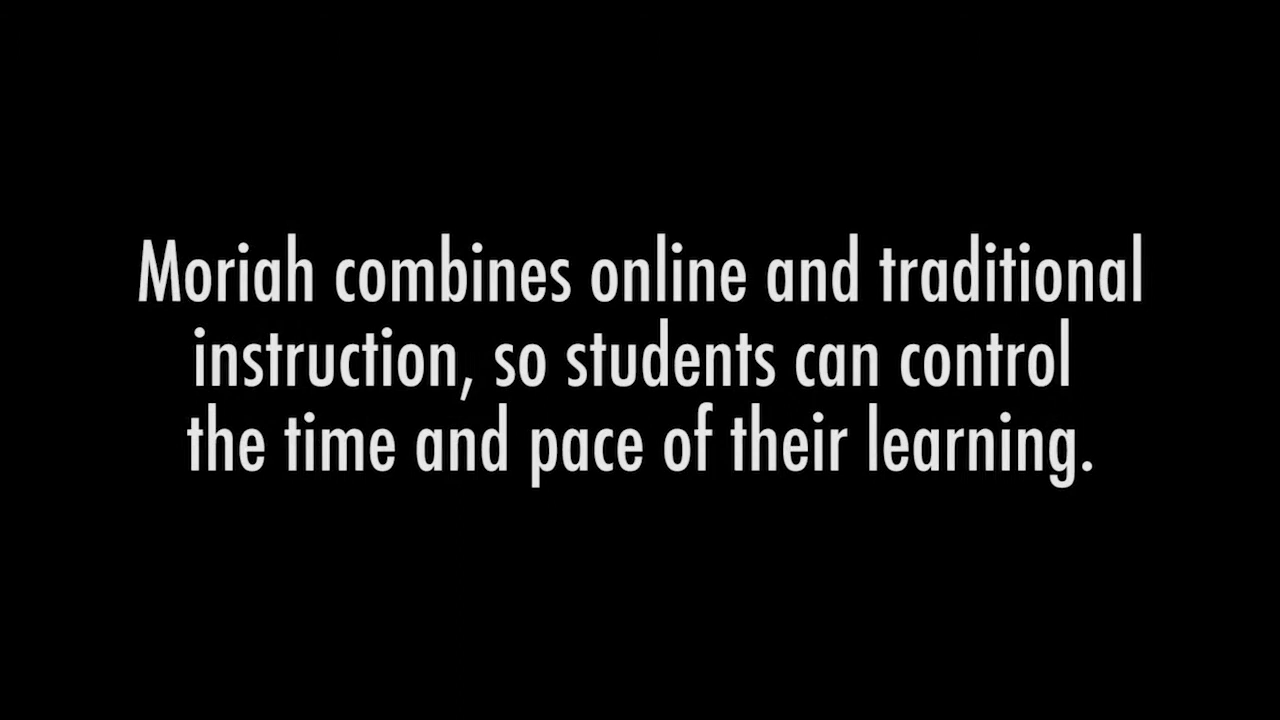 Moriah combines online and traditional
instruction, so students can control
the time and pace of their learning.